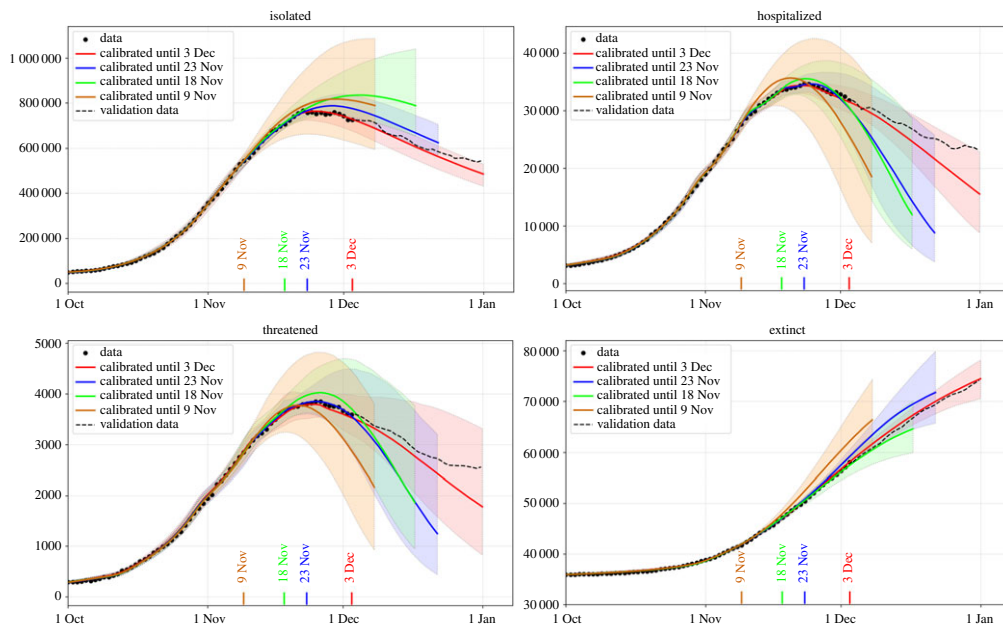 isolated
1 000 000
800 000
600 000
400 000
200 000
0
data
calibrated until 3 Dec
calibrated until 23 Nov
calibrated until 18 Nov
calibrated until 9 Nov
validation data
9 Nov
18 Nov
23 Nov
3 Dec
1 Oct
1 Nov
1 Dec
1 Jan
hospitalized
40 000
30 000
20 000
10 000
0
data
calibrated until 3 Dec
calibrated until 23 Nov
calibrated until 18 Nov
calibrated until 9 Nov
validation data
9 Nov
18 Nov
23 Nov
3 Dec
1 Oct
1 Nov
1 Dec
1 Jan
threatened
5000
4000
3000
2000
1000
0
data
calibrated until 3 Dec
calibrated until 23 Nov
calibrated until 18 Nov
calibrated until 9 Nov
validation data
9 Nov
18 Nov
23 Nov
3 Dec
1 Oct
1 Nov
1 Dec
1 Jan
extinct
80 000
70 000
60 000
50 000
40 000
30 000
data
calibrated until 3 Dec
calibrated until 23 Nov
calibrated until 18 Nov
calibrated until 9 Nov
validation data
9 Nov
18 Nov
23 Nov
3 Dec
1 Oct
1 Nov
1 Dec
1 Jan